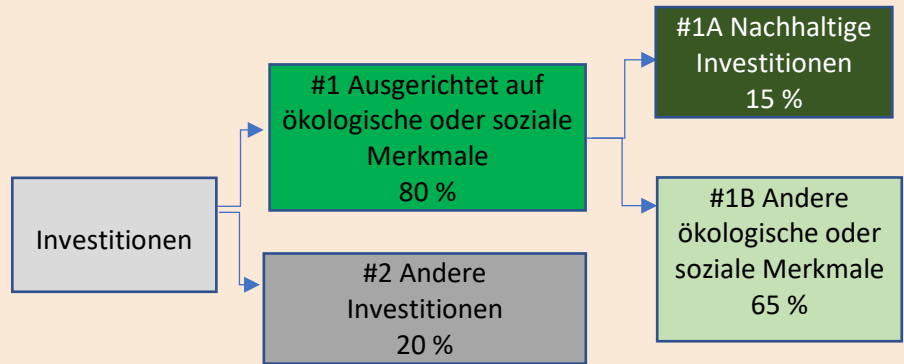 Investitionen
#1 Ausgerichtet auf
ökologische oder soziale
Merkmale
80 %
#2 Andere
Investitionen
20 %
#1A Nachhaltige
Investitionen
15 %
#1B Andere
ökologische oder
soziale Merkmale
65 %